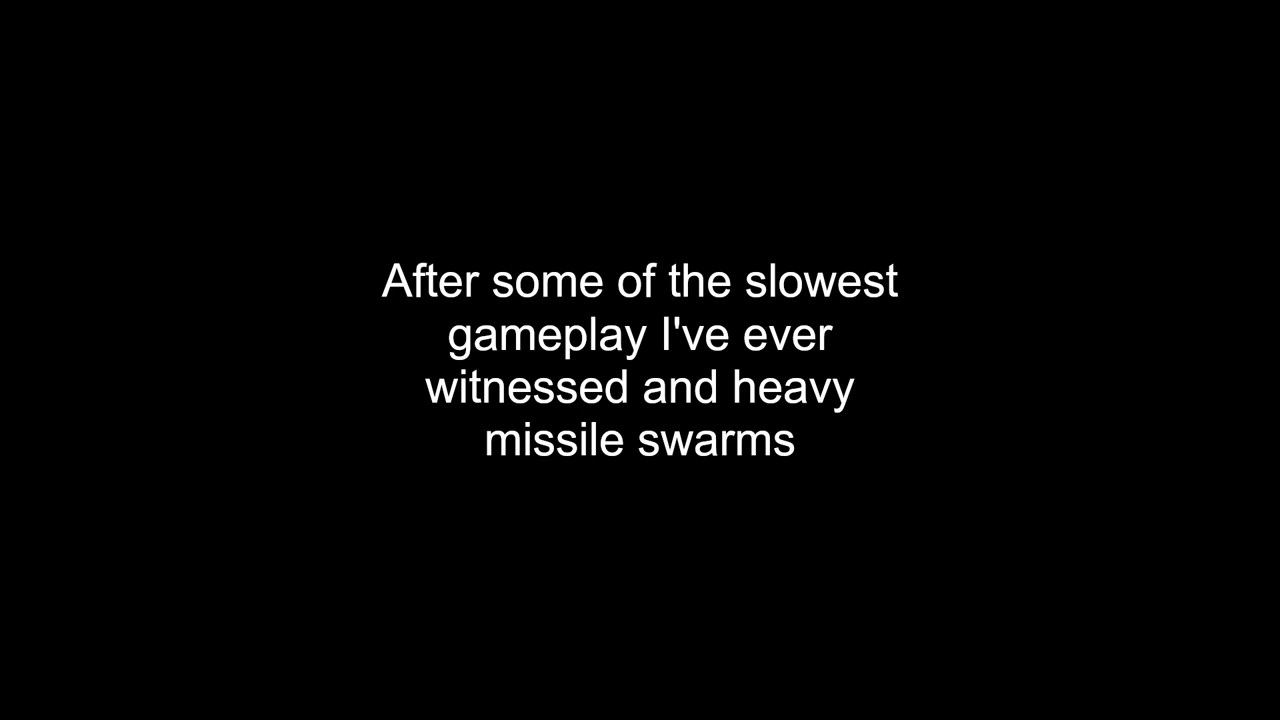 After some of the slowest
gameplay I've ever
witnessed and heavy
missile swarms